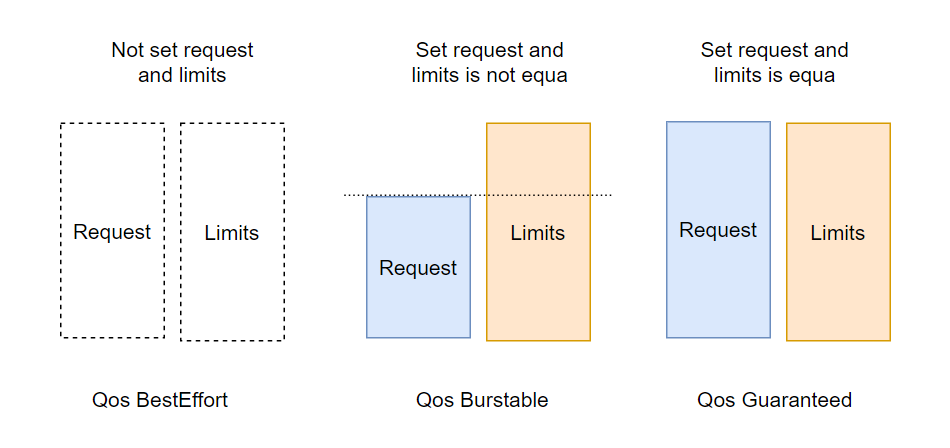 Not set request
and limits
Set request and
limits is not equa
Set request and
limits is equa
Request
Limits
Request
Limits
Request
Limits
Qos BestEffort
Qos Burstable
Qos Guaranteed